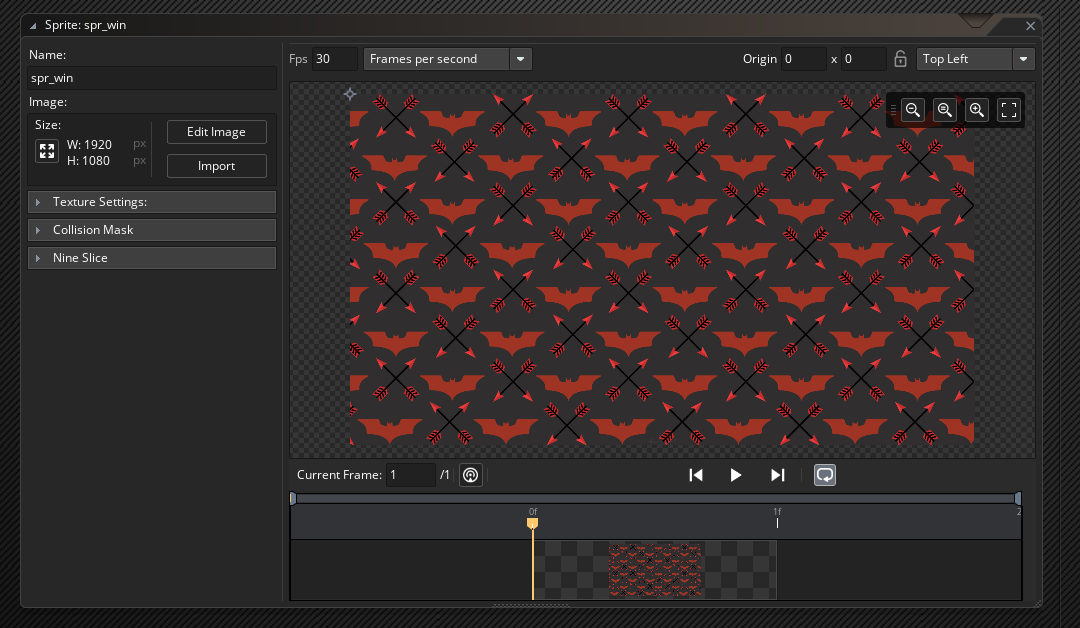 Sprite: spr_win
Name:
spr_win
Image:
Size:
W: 1920 px
H: 1080 px
Edit Image
Import
Texture Settings:
Collision Mask
Nine Slice
Fps 30 Frames per second Origin 0 x 0 Top Left
Current Frame: 1 /1
0f 1f 2